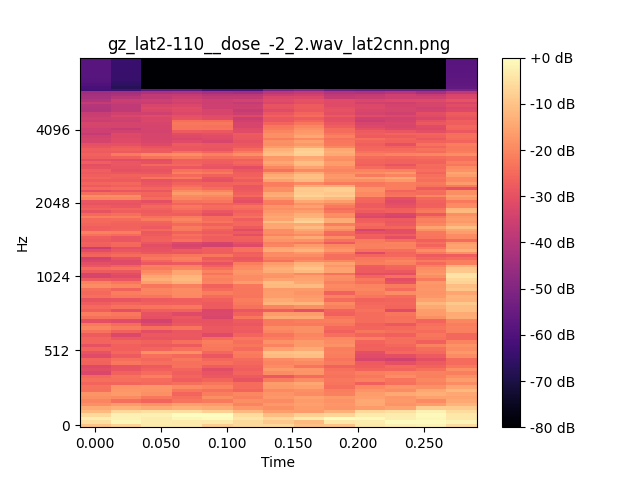 gz_lat2-110__dose_-2_2.wav_lat2cnn.png
+0 dB
-10 dB
-20 dB
-30 dB
-40 dB
-50 dB
-60 dB
-70 dB
-80 dB
Hz
4096
2048
1024
512
0
0.000 0.050 0.100 0.150 0.200 0.250
Time